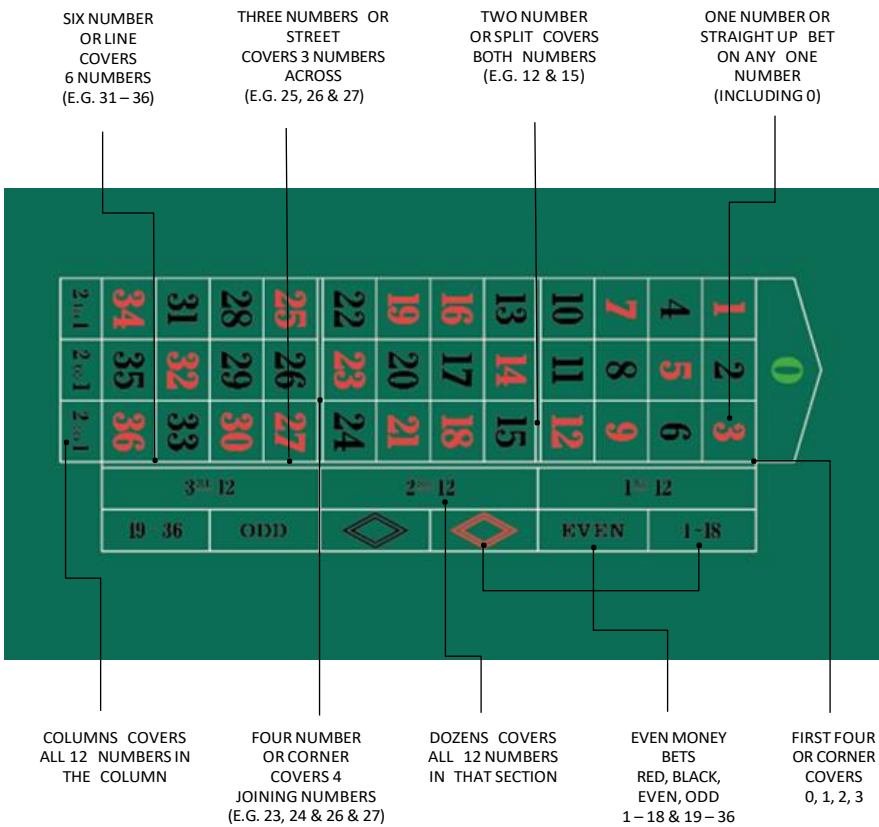 SIX NUMBER
OR LINE
COVERS
6 NUMBERS
(E.G. 31 – 36)
THREE NUMBERS OR
STREET
COVERS 3 NUMBERS
ACROSS
(E.G. 25, 26 & 27)
TWO NUMBER
OR SPLIT COVERS
BOTH NUMBERS
(E.G. 12 & 15)
ONE NUMBER OR
STRAIGHT UP BET
ON ANY ONE
NUMBER
(INCLUDING 0)
2 to 1 34 31 28 25 22 19 16 13 10 7 4 1
2 to 1 35 32 29 26 23 20 17 14 11 8 5 2 0
2 to 1 36 33 30 27 24 21 18 15 12 9 6 3
3RD 12 2ND 12 1ST 12
19-36 ODD EVEN 1-18
COLUMNS COVERS
ALL 12 NUMBERS IN
THE COLUMN
FOUR NUMBER
OR CORNER
COVERS 4
JOINING NUMBERS
(E.G. 23, 24 & 26 & 27)
DOZENS COVERS
ALL 12 NUMBERS
IN THAT SECTION
EVEN MONEY
BETS
RED, BLACK,
EVEN, ODD
1 – 18 & 19 – 36
FIRST FOUR
OR CORNER
COVERS
0, 1, 2, 3